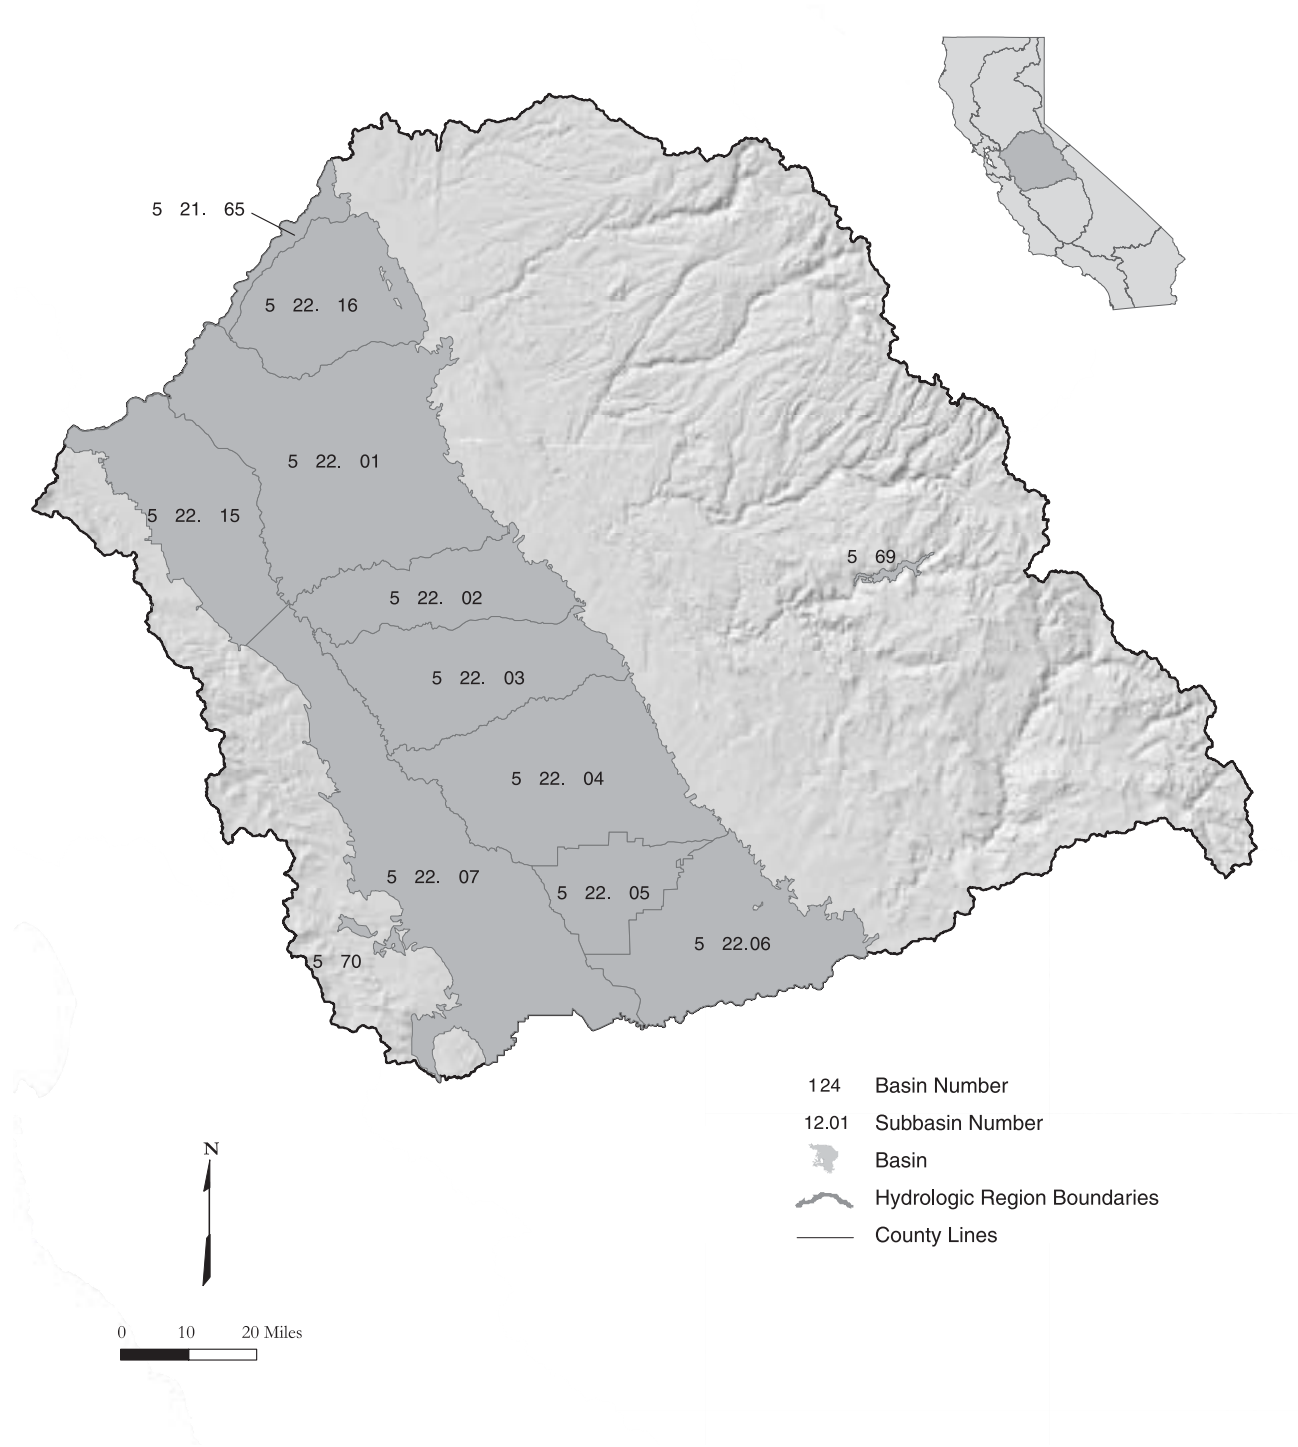 5 21. 65
5 22. 16
5 22. 01
5 22. 15
5 69
5 22. 02
5 22. 03
5 22. 04
5 22. 07
5 22. 05
5 22.06
5 70
124 Basin Number
12.01 Subbasin Number
Basin
Hydrologic Region Boundaries
County Lines
N
0 10 20 Miles